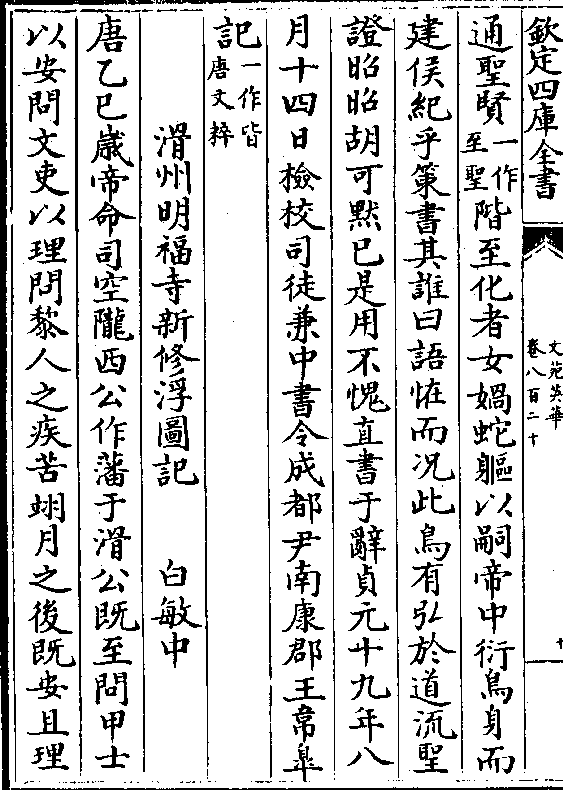 欽定四庫全書
文苑英華
卷八百二十
十
通聖賢一作至聖階至化者女媧蛇軀以嗣帝中衍鳥身而
建侯紀乎策書其誰曰語恠而况此鳥有弘於道流聖
證昭昭胡可黙已是用不愧直書于辭貞元十九年八
月十四日檢校司徒兼中書令成都尹南康郡王韋臯
記一作皆唐文粹
滑州明福寺新修浮圖記　白敏中
唐乙巳嵗帝命司空隴西公作藩于滑公既至問甲士
以安問文吏以理問黎人之疾苦翊月之後既安且理